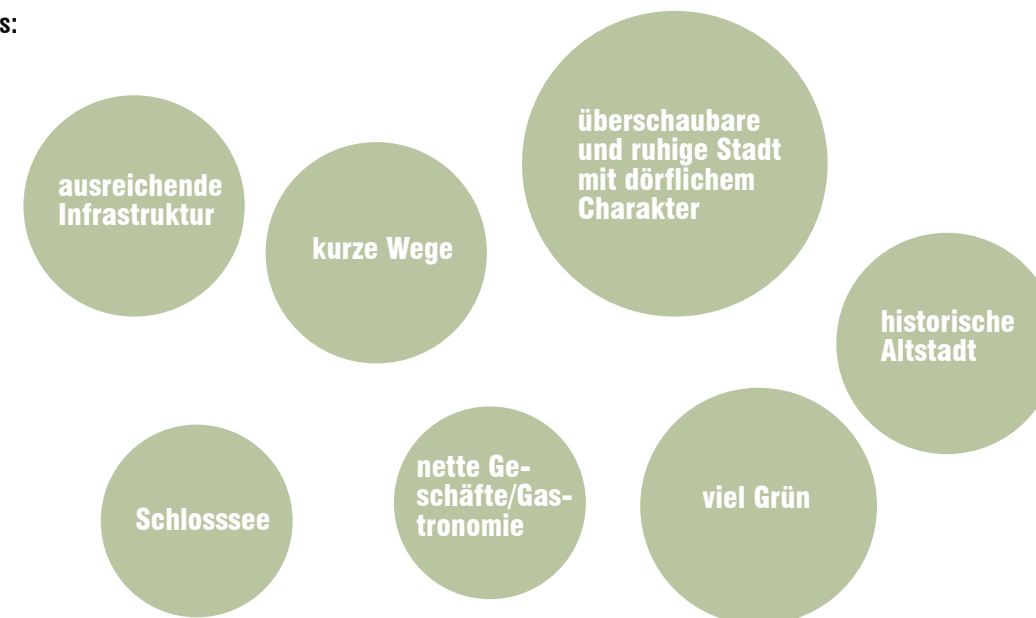 s:
überschaubare
und ruhige Stadt
mit dörflichem
Charakter
ausreichende
Infrastruktur
kurze Wege
historische
Altstadt
nette Ge-
schäfte/Gas-
tronomie
viel Grün
Schlosssee